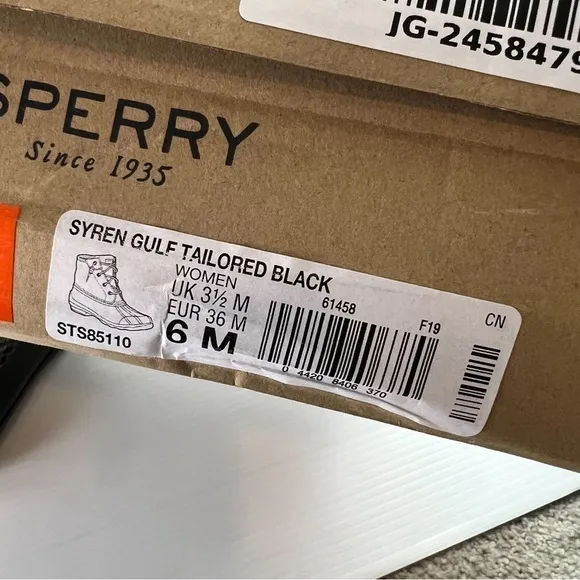 JG-2458479
SPERRY
Since 1935
SYREN GULF TAILORED BLACK
WOMEN
UK 3½ M
EUR 36 M
6 M
STS85110
61458
F19
CN
0 4420 8406 370